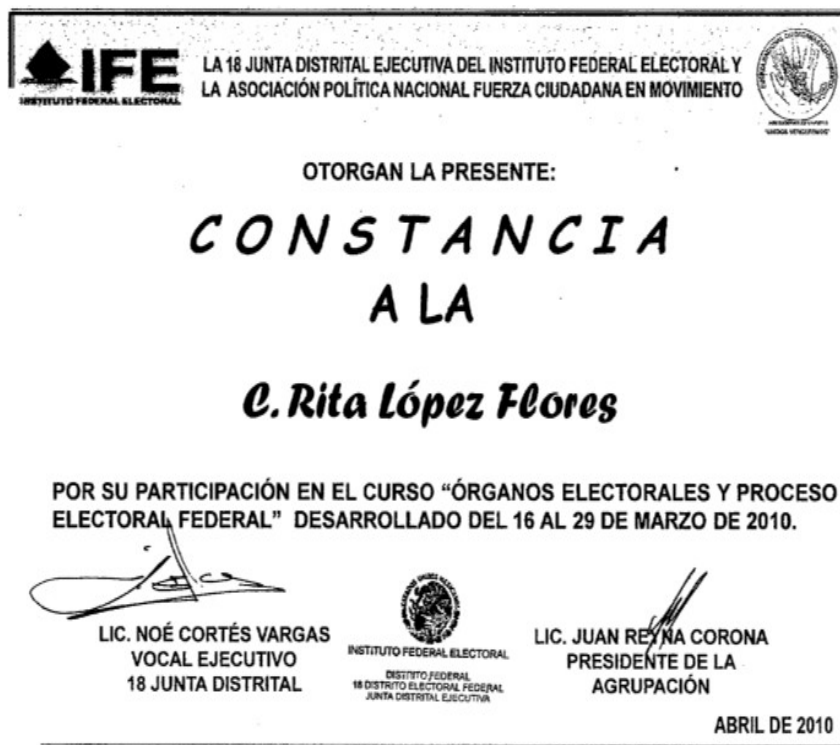 IFE
INSTITUTO FEDERAL ELECTORAL
LA 18 JUNTA DISTRITAL EJECUTIVA DEL INSTITUTO FEDERAL ELECTORAL Y
LA ASOCIACIÓN POLÍTICA NACIONAL FUERZA CIUDADANA EN MOVIMIENTO
OTORGAN LA PRESENTE:
CONSTANCIA
A LA
C. Rita López Flores
POR SU PARTICIPACIÓN EN EL CURSO “ÓRGANOS ELECTORALES Y PROCESO
ELECTORAL FEDERAL” DESARROLLADO DEL 16 AL 29 DE MARZO DE 2010.
LIC. NOÉ CORTÉS VARGAS
VOCAL EJECUTIVO
18 JUNTA DISTRITAL
INSTITUTO FEDERAL ELECTORAL
DISTRITO FEDERAL
18 DISTRITO ELECTORAL FEDERAL
JUNTA DISTRITAL EJECUTIVA
LIC. JUAN REYNA CORONA
PRESIDENTE DE LA
AGRUPACIÓN
ABRIL DE 2010